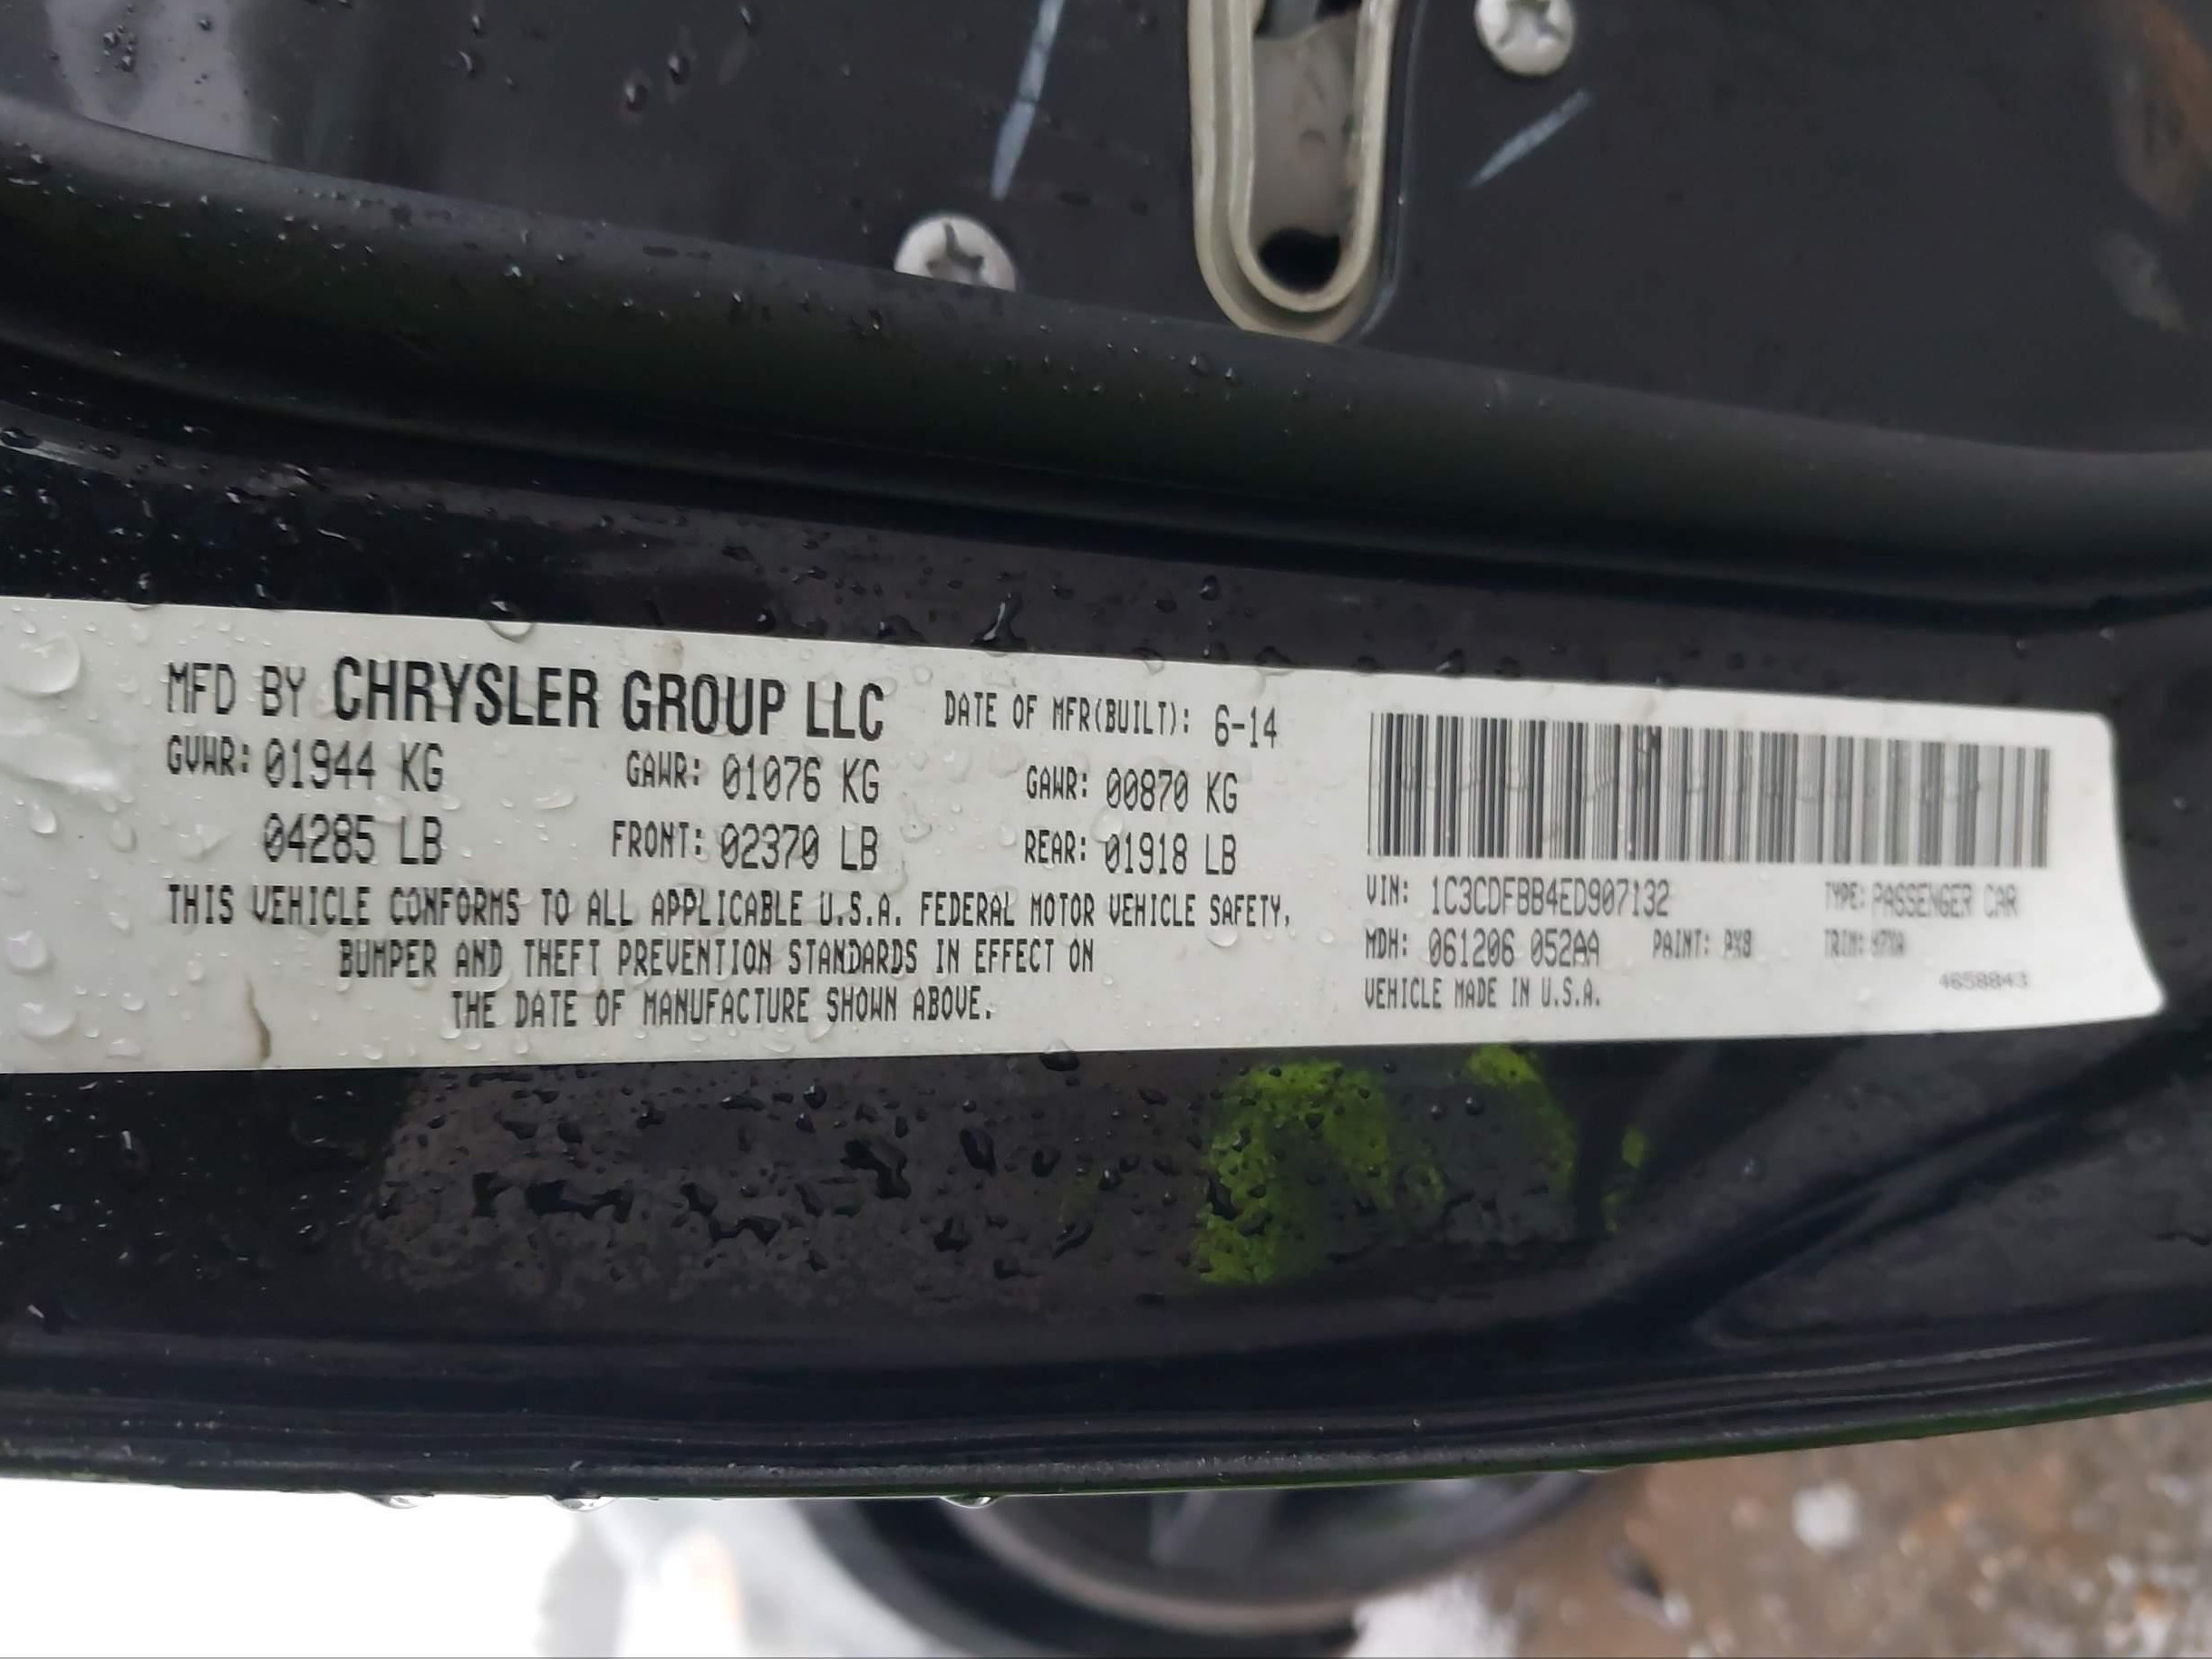 MFD BY CHRYSLER GROUP LLC DATE OF MFR(BUILT): 6-14
GVWR: 01944 KG GAWR: 01076 KG GAWR: 00870 KG
04285 LB FRONT: 02370 LB REAR: 01918 LB
THIS VEHICLE CONFORMS TO ALL APPLICABLE U.S.A. FEDERAL MOTOR VEHICLE SAFETY,
BUMPER AND THEFT PREVENTION STANDARDS IN EFFECT ON
THE DATE OF MANUFACTURE SHOWN ABOVE.
VIN: 1C3CDFBB4ED907132 TYPE: PASSENGER CAR
MDH: 061206 052AA PAINT: PX8 TRIM:
VEHICLE MADE IN U.S.A.
4658843